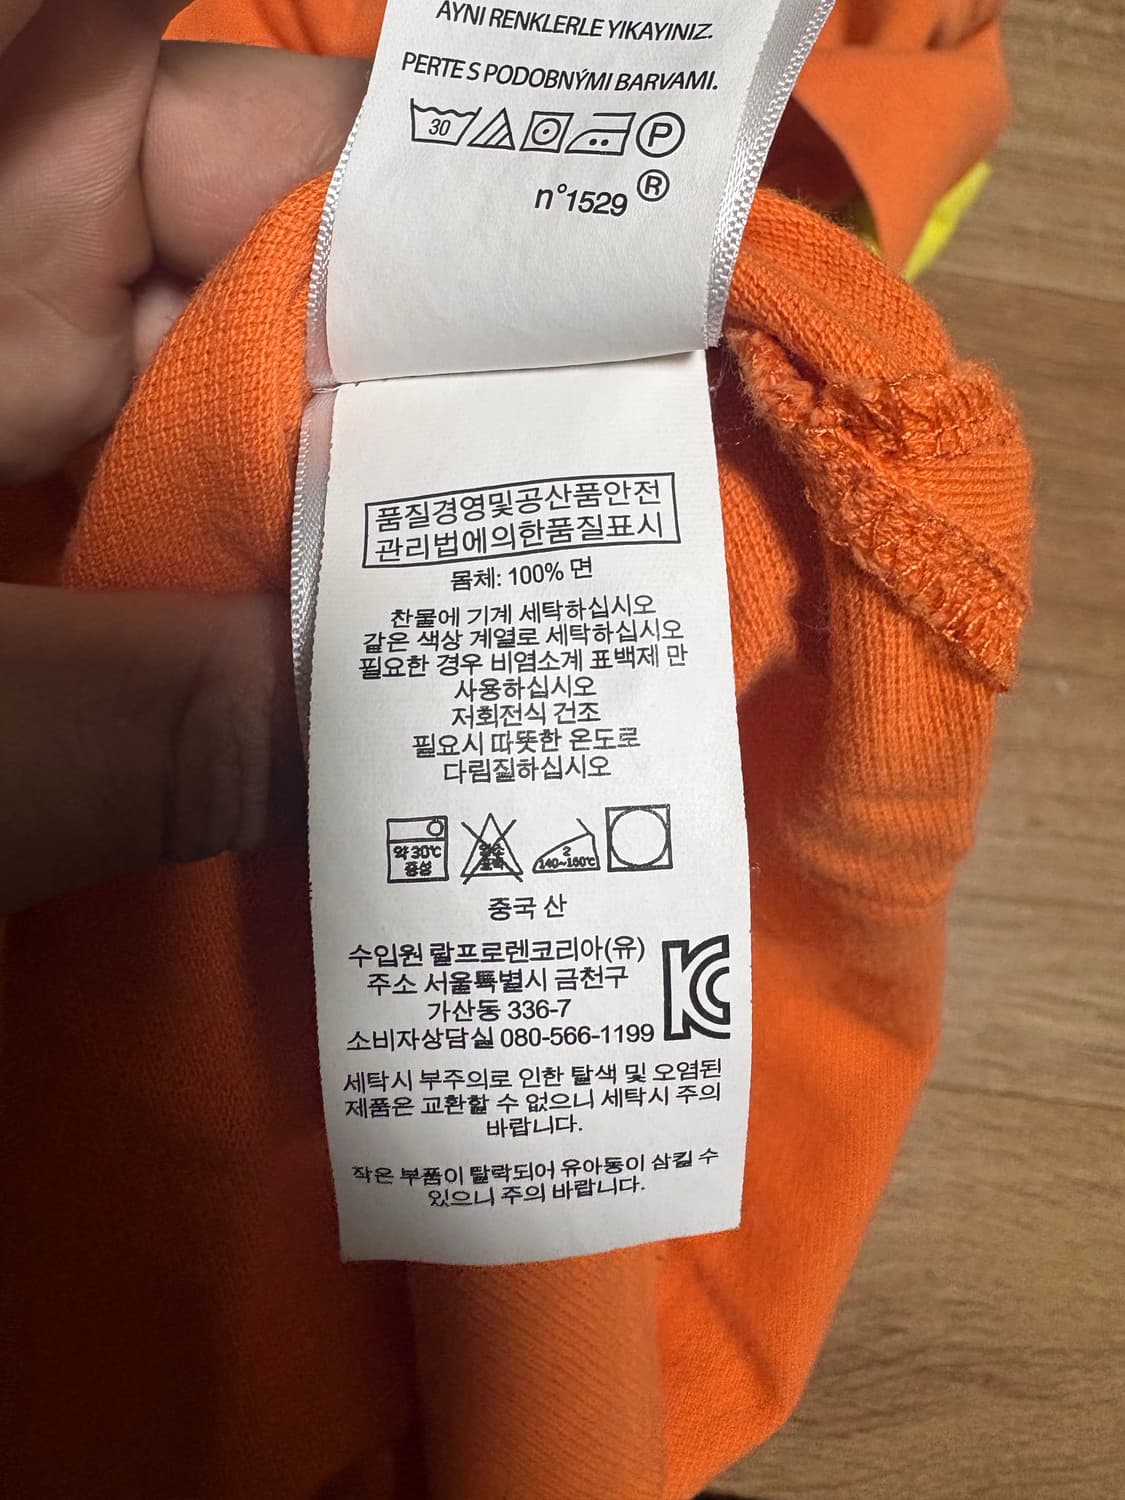 AYNI RENKLERLE YIKAYINIZ.
PERTE S PODOBNÝMI BARVAMI.
30 P
n°1529 ®
품질경영및공산품안전
관리법에의한품질표시
몸체: 100% 면
찬물에 기계 세탁하십시오
같은 색상 계열로 세탁하십시오
필요한 경우 비염소계 표백제 만
사용하십시오
저회전식 건조
필요시 따뜻한 온도로
다림질하십시오
약 30℃ 염소 2
중성 표백 140~160℃
중국 산
수입원 랄프로렌코리아(유)
주소 서울특별시 금천구
가산동 336-7
소비자상담실 080-566-1199
세탁시 부주의로 인한 탈색 및 오염된
제품은 교환할 수 없으니 세탁시 주의
바랍니다.
작은 부품이 탈락되어 유아동이 삼킬 수
있으니 주의 바랍니다.